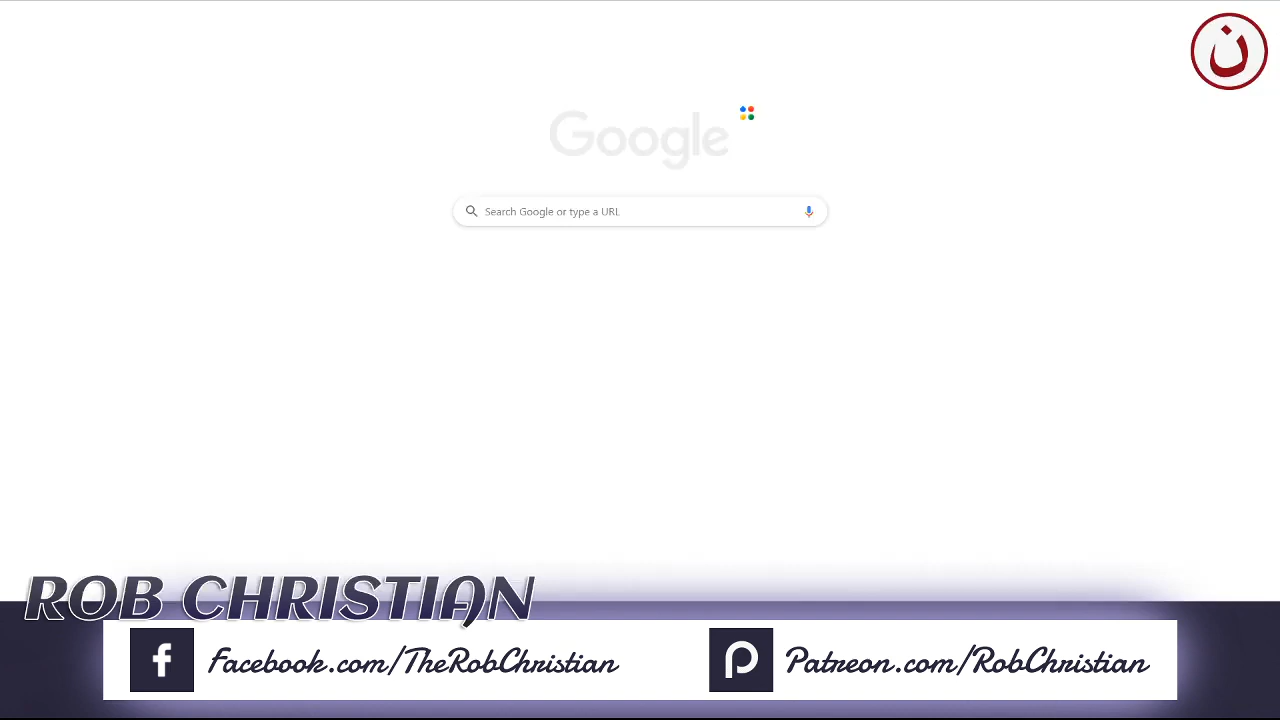 ن
Google
Search Google or type a URL
ROB CHRISTIAN
Facebook.com/TheRobChristian
Patreon.com/RobChristian